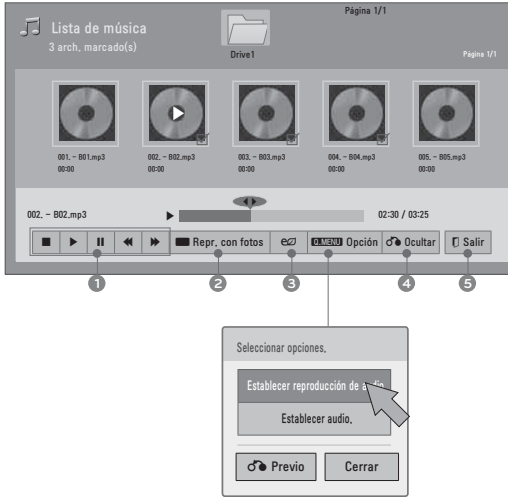 Página 1/1
Lista de música
3 arch. marcado(s)
Drive1
Página 1/1
001. - B01.mp3
00:00
002. - B02.mp3
00:00
003. - B03.mp3
00:00
004. - B04.mp3
00:00
005. - B05.mp3
00:00
002. - B02.mp3
02:30 / 03:25
Repr. con fotos
Q.MENU Opción
Ocultar
Salir
1
2
3
4
5
Seleccionar opciones.
Establecer reproducción de audio
Establecer audio.
Previo
Cerrar